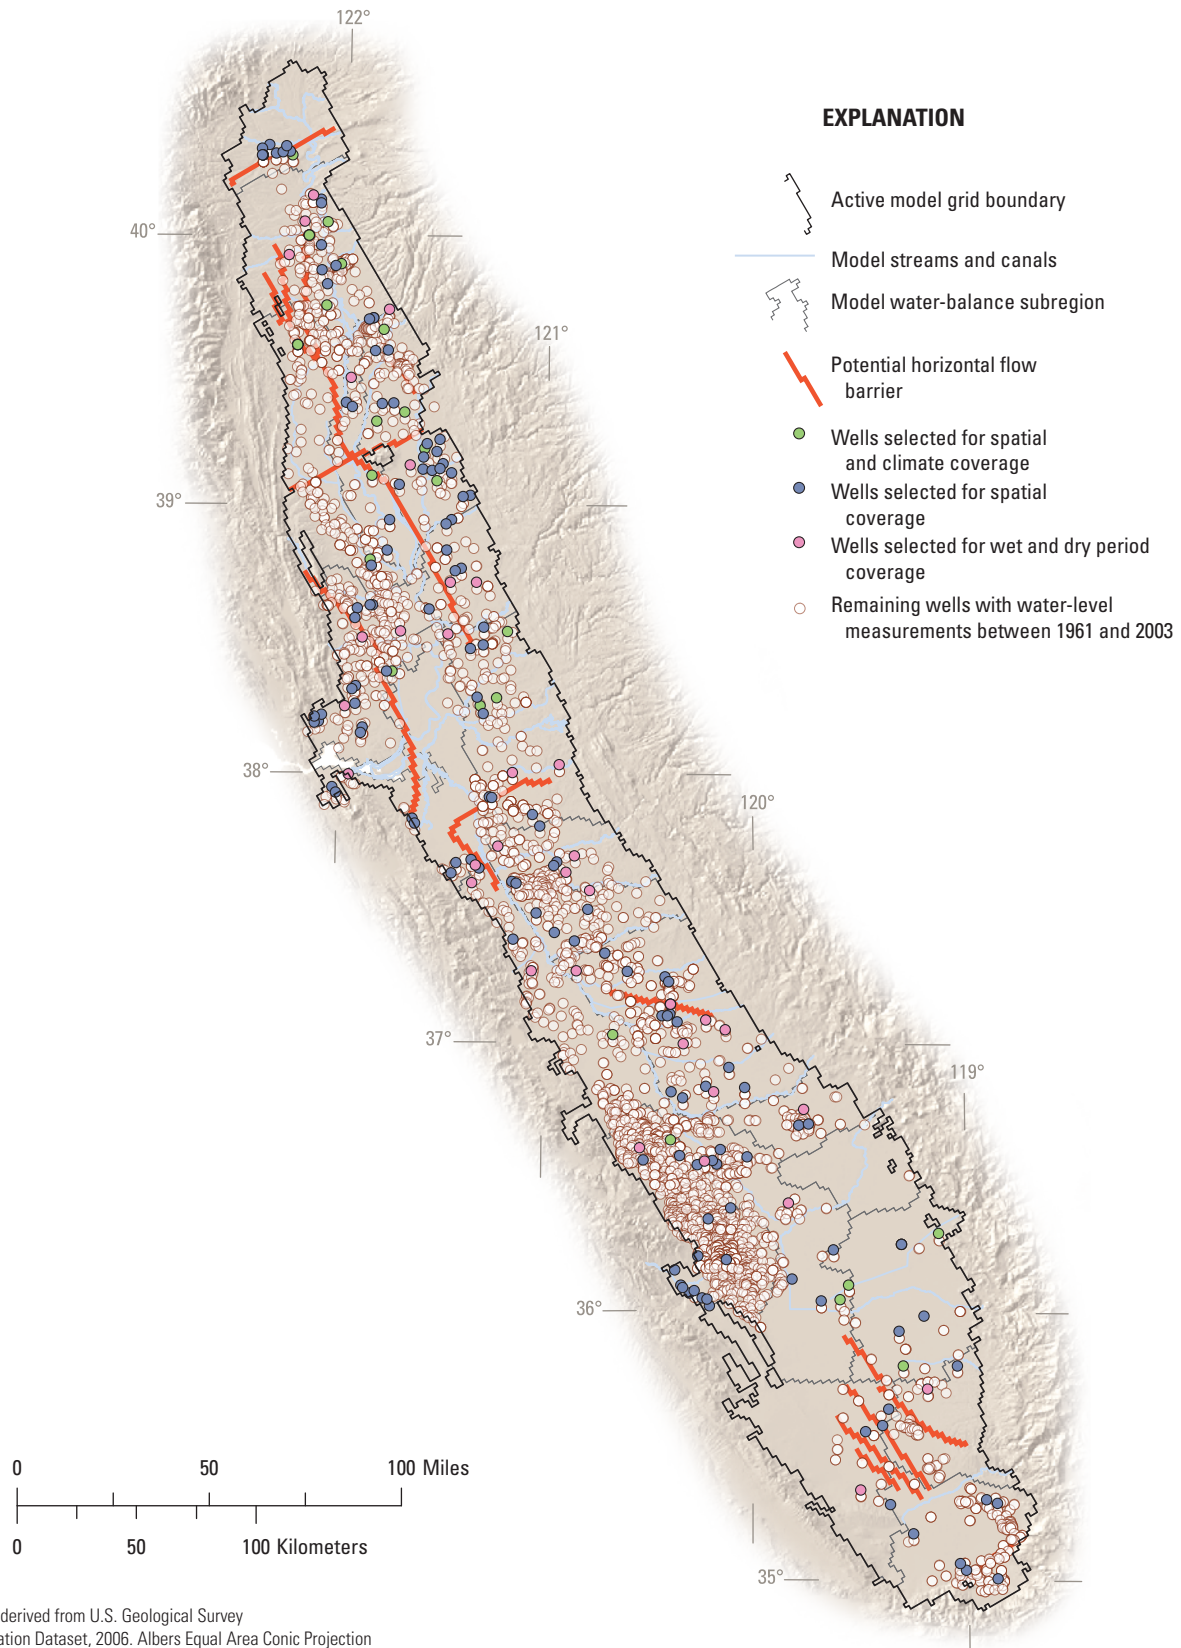 122°
EXPLANATION
Active model grid boundary
40°
Model streams and canals
Model water-balance subregion
121°
Potential horizontal flow
barrier
Wells selected for spatial
and climate coverage
39°
Wells selected for spatial
coverage
Wells selected for wet and dry period
coverage
Remaining wells with water-level
measurements between 1961 and 2003
38°
120°
37°
119°
36°
0 50 100 Miles
0 50 100 Kilometers
35°
derived from U.S. Geological Survey
ation Dataset, 2006. Albers Equal Area Conic Projection